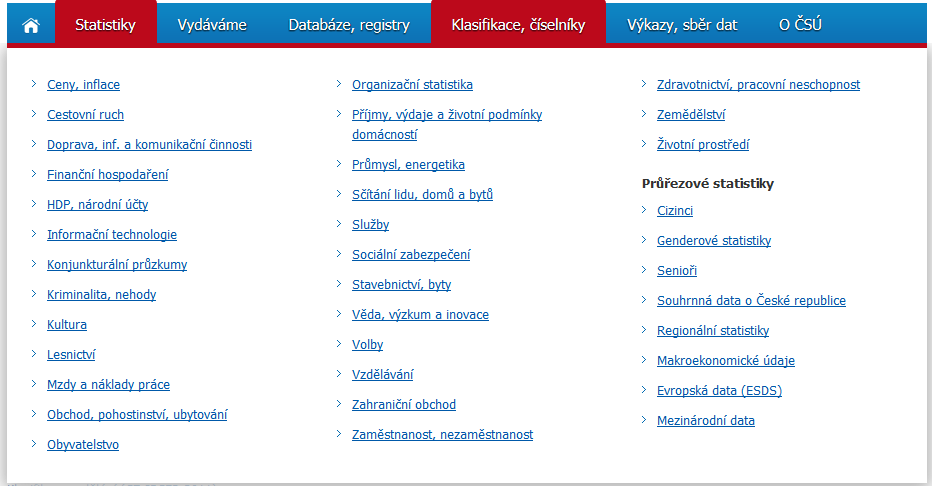 Statistiky Vydáváme Databáze, registry Klasifikace, číselníky Výkazy, sběr dat O ČSÚ
Ceny, inflace
Cestovní ruch
Doprava, inf. a komunikační činnosti
Finanční hospodaření
HDP, národní účty
Informační technologie
Konjunkturální průzkumy
Kriminalita, nehody
Kultura
Lesnictví
Mzdy a náklady práce
Obchod, pohostinství, ubytování
Obyvatelstvo
Organizační statistika
Příjmy, výdaje a životní podmínky
domácností
Průmysl, energetika
Sčítání lidu, domů a bytů
Služby
Sociální zabezpečení
Stavebnictví, byty
Věda, výzkum a inovace
Volby
Vzdělávání
Zahraniční obchod
Zaměstnanost, nezaměstnanost
Zdravotnictví, pracovní neschopnost
Zemědělství
Životní prostředí
Průřezové statistiky
Cizinci
Genderové statistiky
Senioři
Souhrnná data o České republice
Regionální statistiky
Makroekonomické údaje
Evropská data (ESDS)
Mezinárodní data